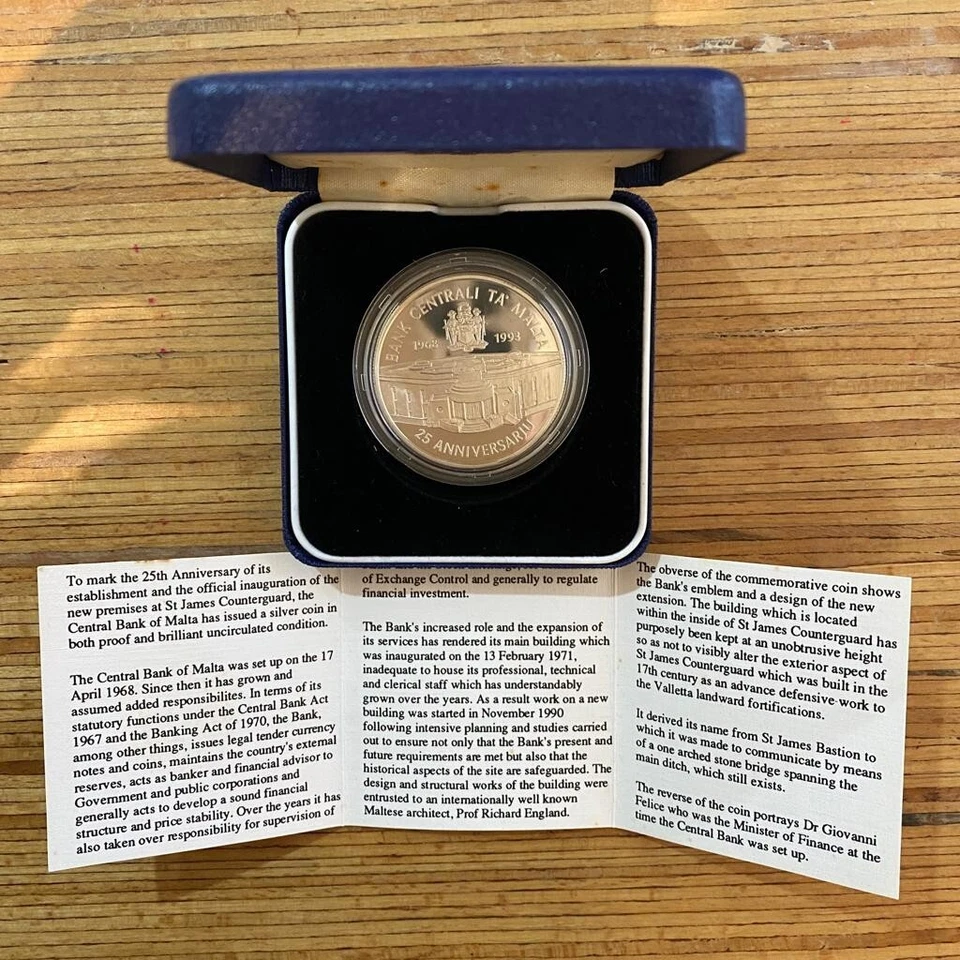 BANK CENTRALI TA' MALTA
1968 1993
25 ANNIVERSARJU
To mark the 25th Anniversary of its
establishment and the official inauguration of the
new premises at St James Counterguard, the
Central Bank of Malta has issued a silver coin in
both proof and brilliant uncirculated condition.
The Central Bank of Malta was set up on the 17
April 1968. Since then it has grown and
assumed added responsibilites. In terms of its
statutory functions under the Central Bank Act
1967 and the Banking Act of 1970, the Bank,
among other things, issues legal tender currency
notes and coins, maintains the country's external
reserves, acts as banker and financial advisor to
Government and public corporations and
generally acts to develop a sound financial
structure and price stability. Over the years it has
also taken over responsibility for supervision of
of Exchange Control and generally to regulate
financial investment.
The Bank's increased role and the expansion of
its services has rendered its main building which
was inaugurated on the 13 February 1971,
inadequate to house its professional, technical
and clerical staff which has understandably
grown over the years. As a result work on a new
building was started in November 1990
following intensive planning and studies carried
out to ensure not only that the Bank's present and
future requirements are met but also that the
historical aspects of the site are safeguarded. The
design and structural works of the building were
entrusted to an internationally well known
Maltese architect, Prof Richard England.
The obverse of the commemorative coin shows
the Bank's emblem and a design of the new
extension. The building which is located
within the inside of St James Counterguard has
purposely been kept at an unobtrusive height
so as not to visibly alter the exterior aspect of
St James Counterguard which was built in the
17th century as an advance defensive work to
the Valletta landward fortifications.
It derived its name from St James Bastion to
which it was made to communicate by means
of a one arched stone bridge spanning the
main ditch, which still exists.
The reverse of the coin portrays Dr Giovanni
Felice who was the Minister of Finance at the
time the Central Bank was set up.